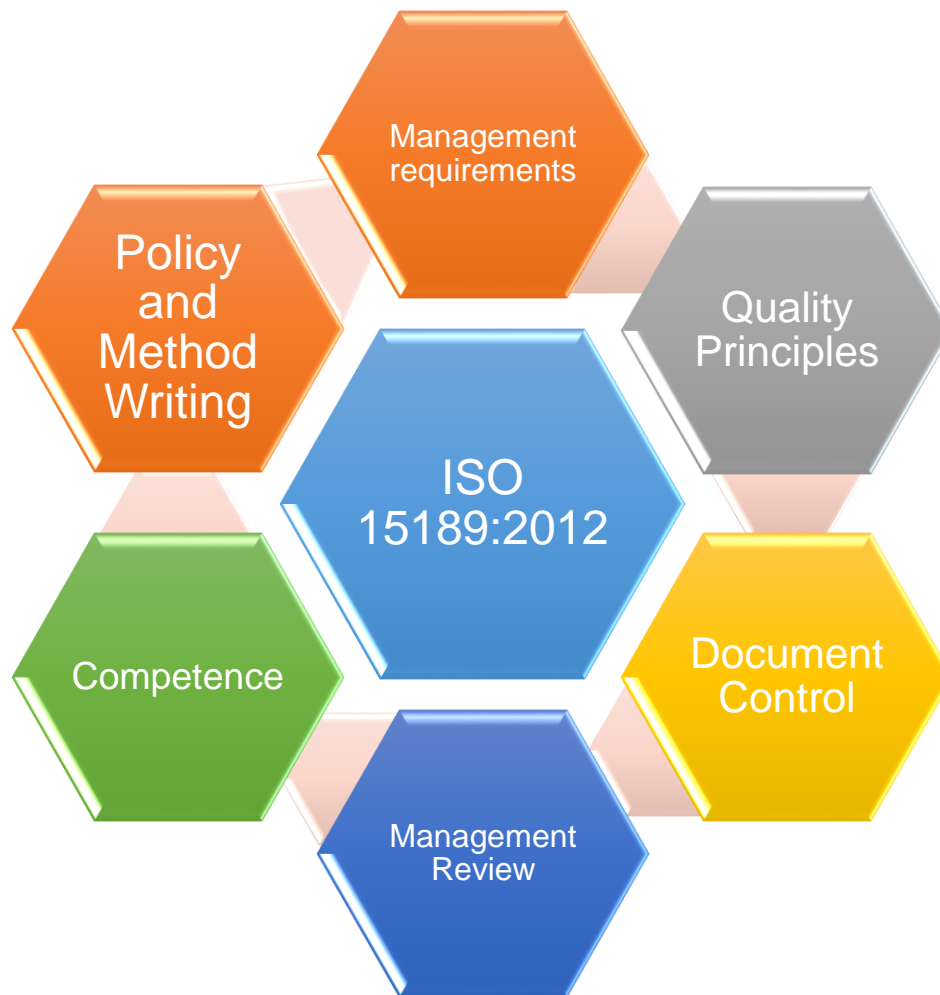 Management
requirements
Quality
Principles
Document
Control
Management
Review
Competence
Policy
and
Method
Writing
ISO
15189:2012